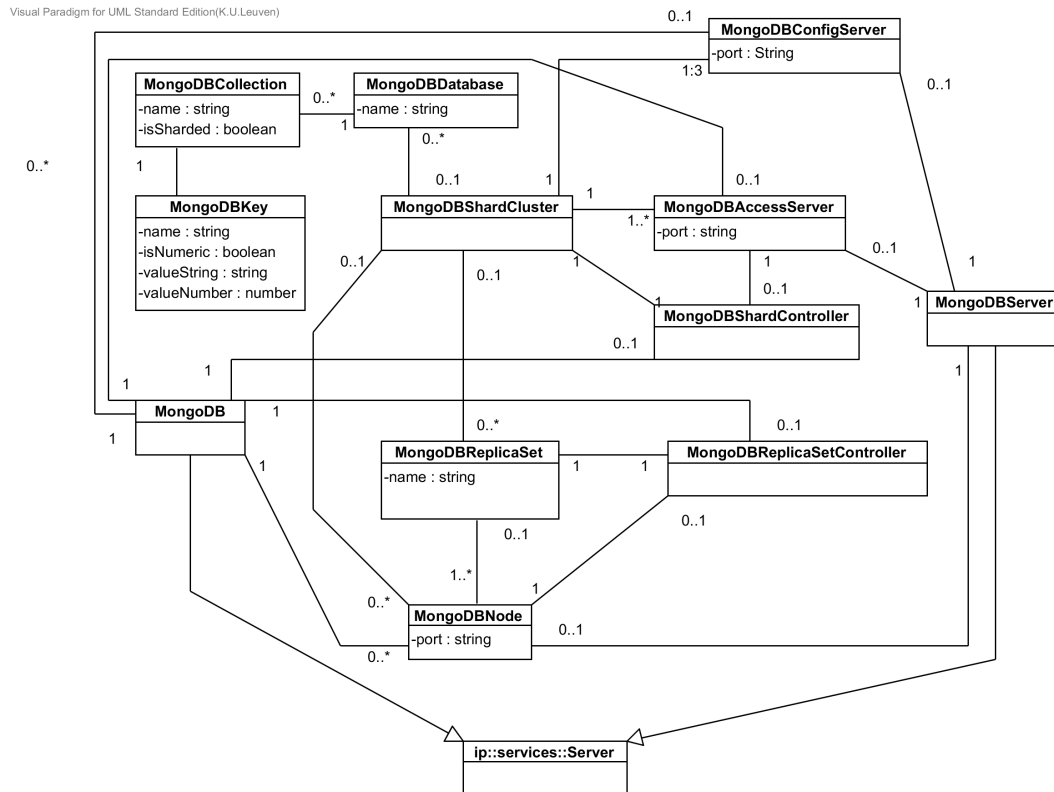 Visual Paradigm for UML Standard Edition(K.U.Leuven)
0..1
MongoDBConfigServer
-port : String
1:3
0..1
MongoDBCollection
-name : string
-isSharded : boolean
0..*
1
MongoDBDatabase
-name : string
0..*
0..*
1
0..1
1
1
0..1
MongoDBKey
-name : string
-isNumeric : boolean
-valueString : string
-valueNumber : number
MongoDBShardCluster
1..*
MongoDBAccessServer
-port : string
0..1
0..1
0..1
1
1
1
0..1
1
1
MongoDBServer
MongoDBShardController
0..1
1
1
1
MongoDB
1
1
1
0..*
0..1
MongoDBReplicaSet
-name : string
1
1
MongoDBReplicaSetController
0..1
0..1
1..*
1
0..*
MongoDBNode
-port : string
0..1
0..*
ip::services::Server